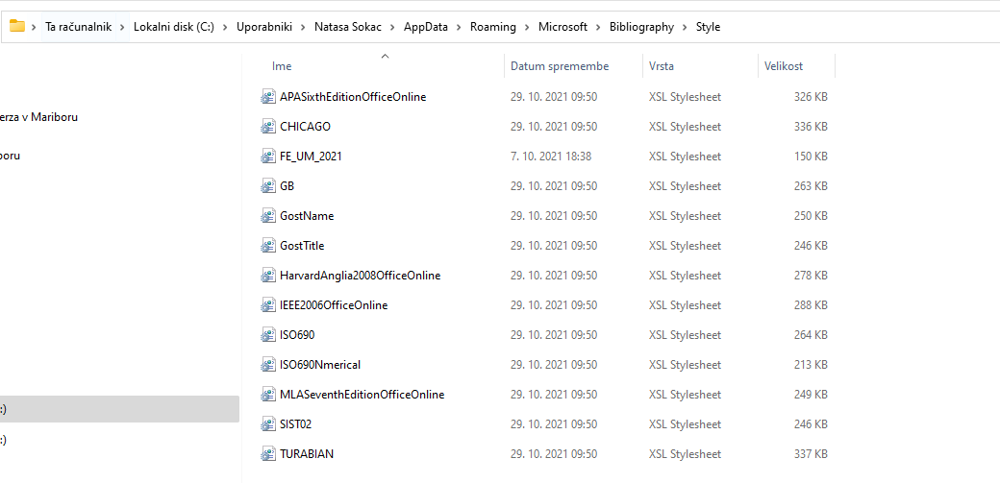 Ta računalnik › Lokalni disk (C:) › Uporabniki › Natasa Sokac › AppData › Roaming › Microsoft › Bibliography › Style
Ime Datum spremembe Vrsta Velikost
APASixthEditionOfficeOnline 29. 10. 2021 09:50 XSL Stylesheet 326 KB
erza v Mariboru
CHICAGO 29. 10. 2021 09:50 XSL Stylesheet 336 KB
boru
FE_UM_2021 7. 10. 2021 18:38 XSL Stylesheet 150 KB
GB 29. 10. 2021 09:50 XSL Stylesheet 263 KB
GostName 29. 10. 2021 09:50 XSL Stylesheet 250 KB
GostTitle 29. 10. 2021 09:50 XSL Stylesheet 246 KB
HarvardAnglia2008OfficeOnline 29. 10. 2021 09:50 XSL Stylesheet 278 KB
IEEE2006OfficeOnline 29. 10. 2021 09:50 XSL Stylesheet 288 KB
ISO690 29. 10. 2021 09:50 XSL Stylesheet 264 KB
ISO690Nmerical 29. 10. 2021 09:50 XSL Stylesheet 213 KB
MLASeventhEditionOfficeOnline 29. 10. 2021 09:50 XSL Stylesheet 249 KB
:)
SIST02 29. 10. 2021 09:50 XSL Stylesheet 246 KB
:)
TURABIAN 29. 10. 2021 09:50 XSL Stylesheet 337 KB